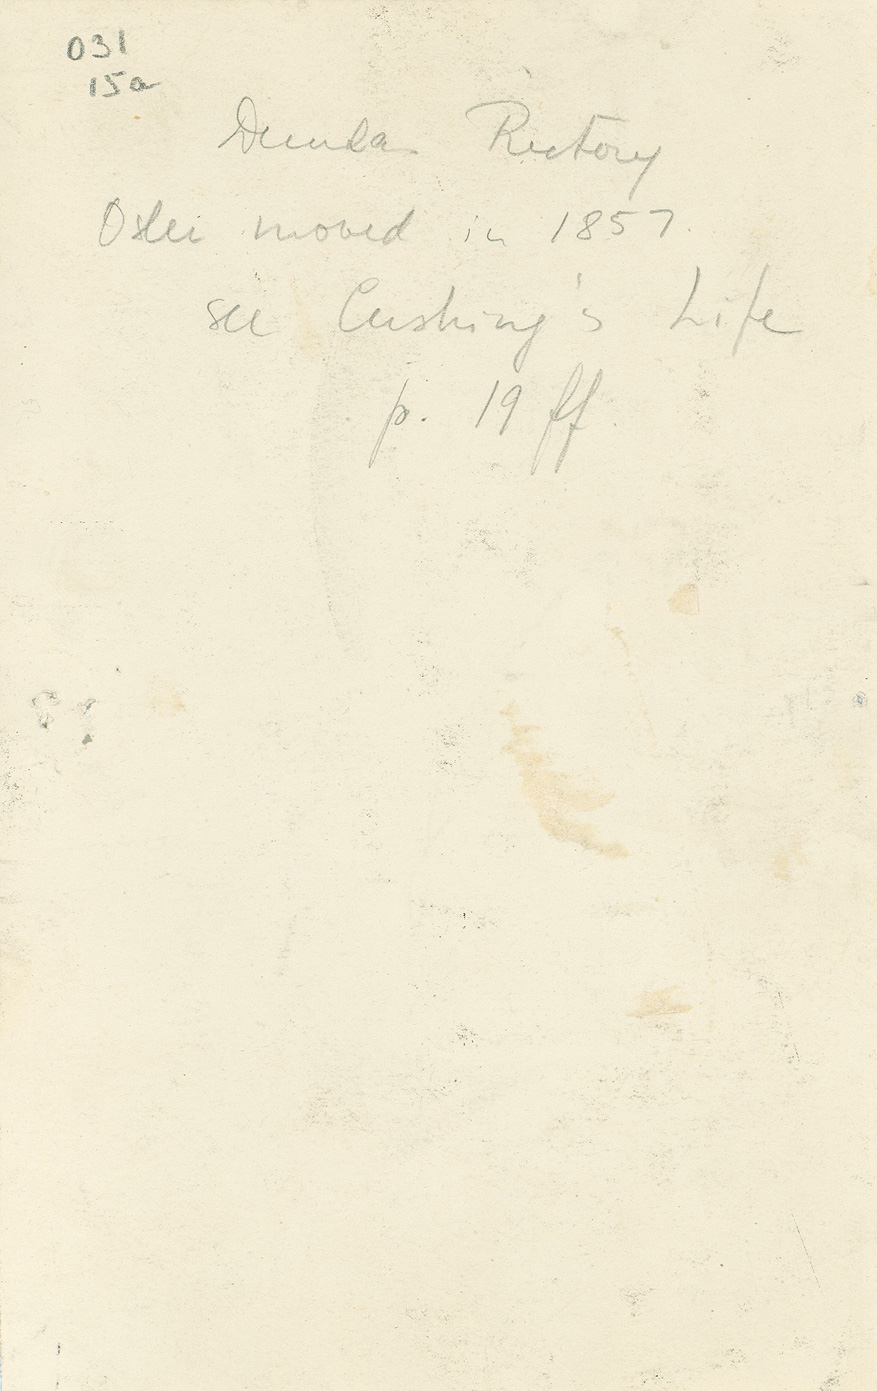 031
15a
Dundas Rectory
Osler moved in 1857.
see Cushing's Life
p. 19 ff.